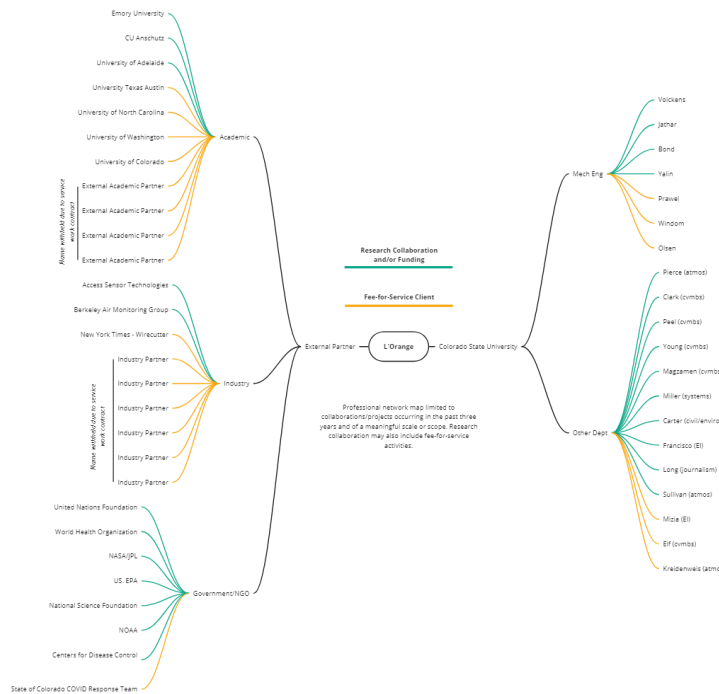 Emory University
CU Anschutz
University of Adelaide
University Texas Austin
University of North Carolina
University of Washington
University of Colorado
External Academic Partner
External Academic Partner
External Academic Partner
External Academic Partner
Name withheld due to service
work contract
Academic
Access Sensor Technologies
Berkeley Air Monitoring Group
New York Times - Wirecutter
Industry Partner
Industry Partner
Industry Partner
Industry Partner
Industry Partner
Industry Partner
Name withheld due to service
work contract
Industry
United Nations Foundation
World Health Organization
NASA/JPL
US. EPA
National Science Foundation
NOAA
Centers for Disease Control
State of Colorado COVID Response Team
Government/NGO
External Partner
Research Collaboration
and/or Funding
Fee-for-Service Client
L'Orange
Colorado State University
Professional network map limited to
collaborations/projects occurring in the past three
years and of a meaningful scale or scope. Research
collaboration may also include fee-for-service
activities.
Mech Eng
Volckens
Jathar
Bond
Yalin
Prawel
Windom
Olsen
Other Dept
Pierce (atmos)
Clark (cvmbs)
Peel (cvmbs)
Young (cvmbs)
Magzamen (cvmbs
Miller (systems)
Carter (civil/enviro
Francisco (EI)
Long (journalism)
Sullivan (atmos)
Mizia (EI)
Elf (cvmbs)
Kreidenweis (atmo